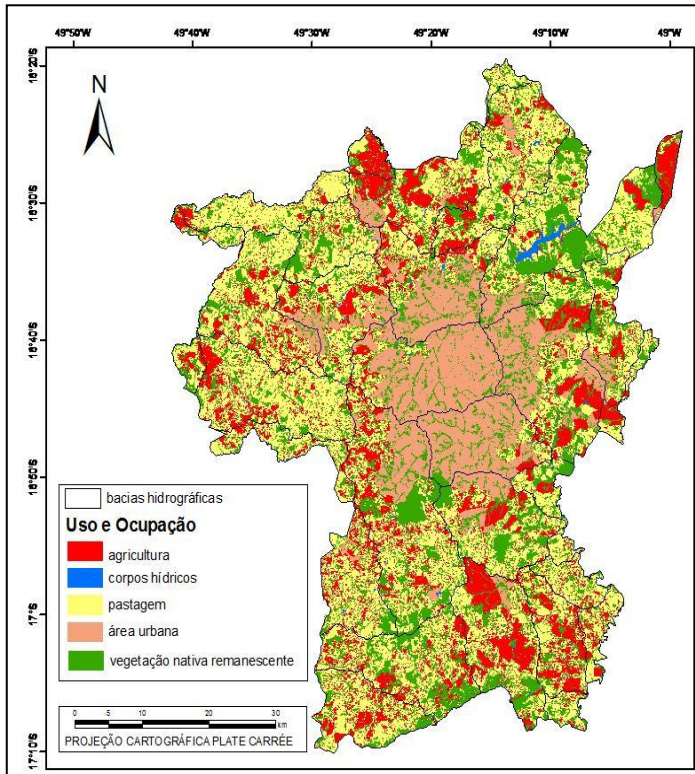 49°50'W 49°40'W 49°30'W 49°20'W 49°10'W 49°W
16°20'S
N
16°30'S
16°40'S
16°50'S
bacias hidrográficas
Uso e Ocupação
agricultura
corpos hídricos
pastagem
área urbana
vegetação nativa remanescente
17°S
0 5 10 20 30
km
PROJEÇÃO CARTOGRÁFICA PLATE CARRÉE
17°10'S